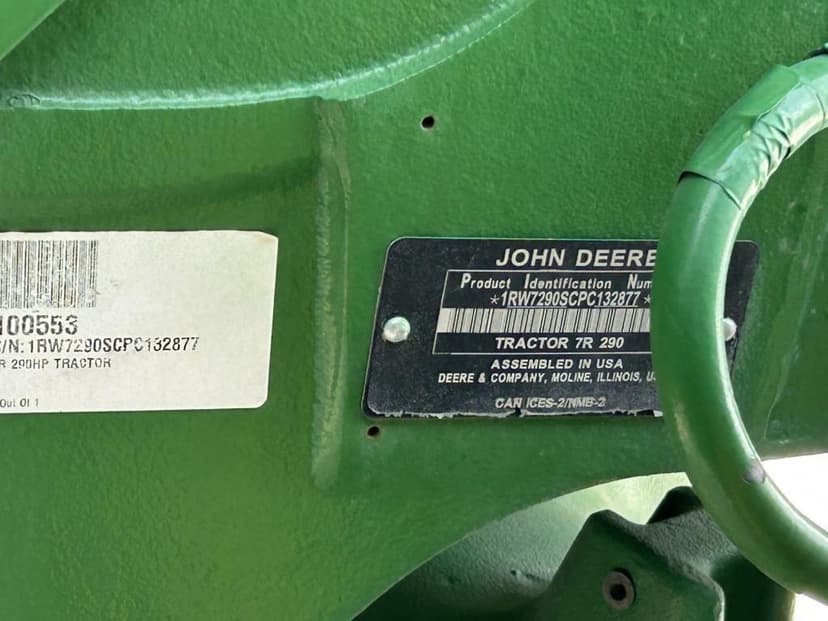 100553
S/N: 1RW7290SCPC132877
R 290HP TRACTOR
Out Of 1
JOHN DEERE
Product Identification Num
*1RW7290SCPC132877*
TRACTOR 7R 290
ASSEMBLED IN USA
DEERE & COMPANY, MOLINE, ILLINOIS, U
CAN ICES-2/NMB-2